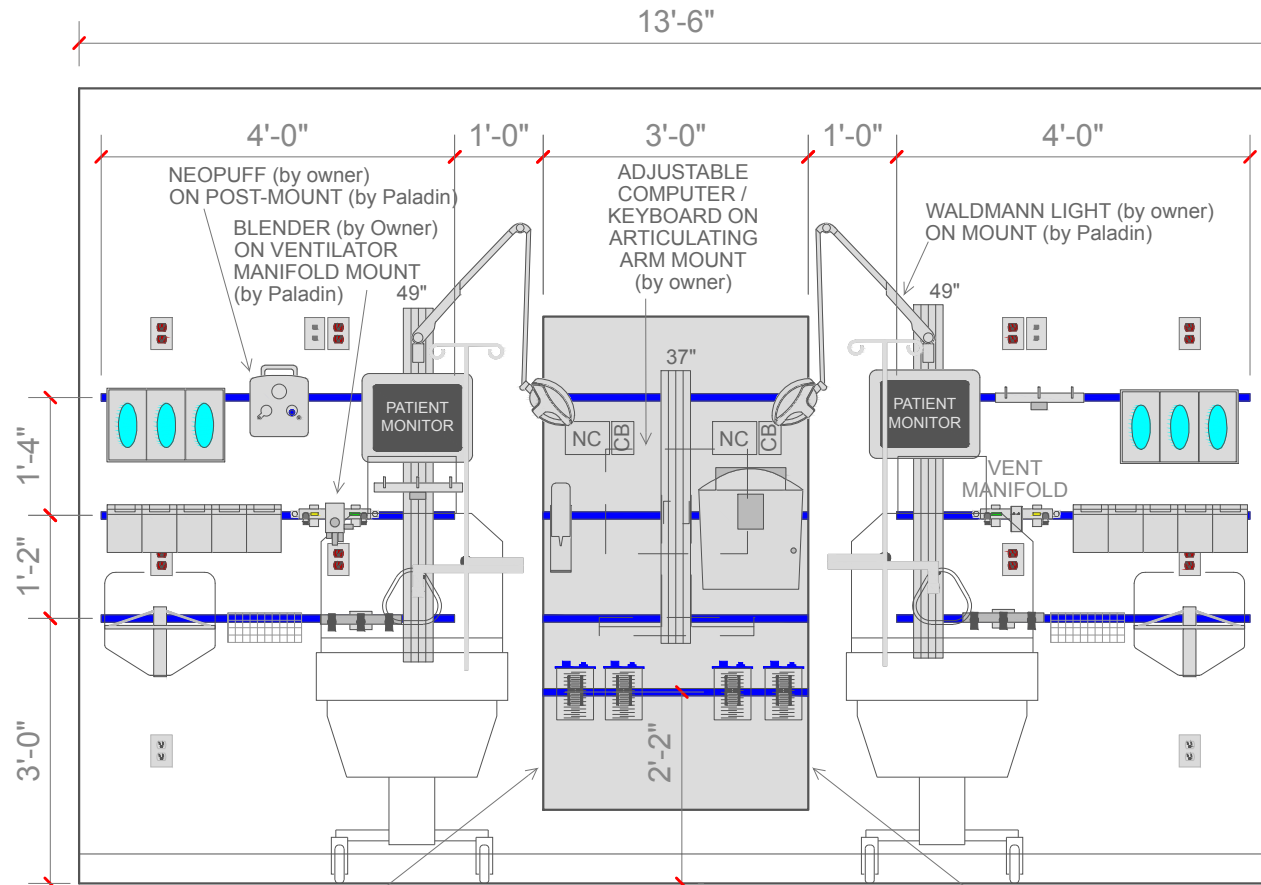 13'-6"
4'-0"
1'-0"
3'-0"
1'-0"
4'-0"
NEOPUFF (by owner)
ON POST-MOUNT (by Paladin)
BLENDER (by Owner)
ON VENTILATOR
MANIFOLD MOUNT
(by Paladin)
49"
ADJUSTABLE
COMPUTER /
KEYBOARD ON
ARTICULATING
ARM MOUNT
(by owner)
WALDMANN LIGHT (by owner)
ON MOUNT (by Paladin)
49"
37"
PATIENT
MONITOR
NC
CB
NC
CB
PATIENT
MONITOR
VENT
MANIFOLD
1'-4"
1'-2"
3'-0"
2'-2"